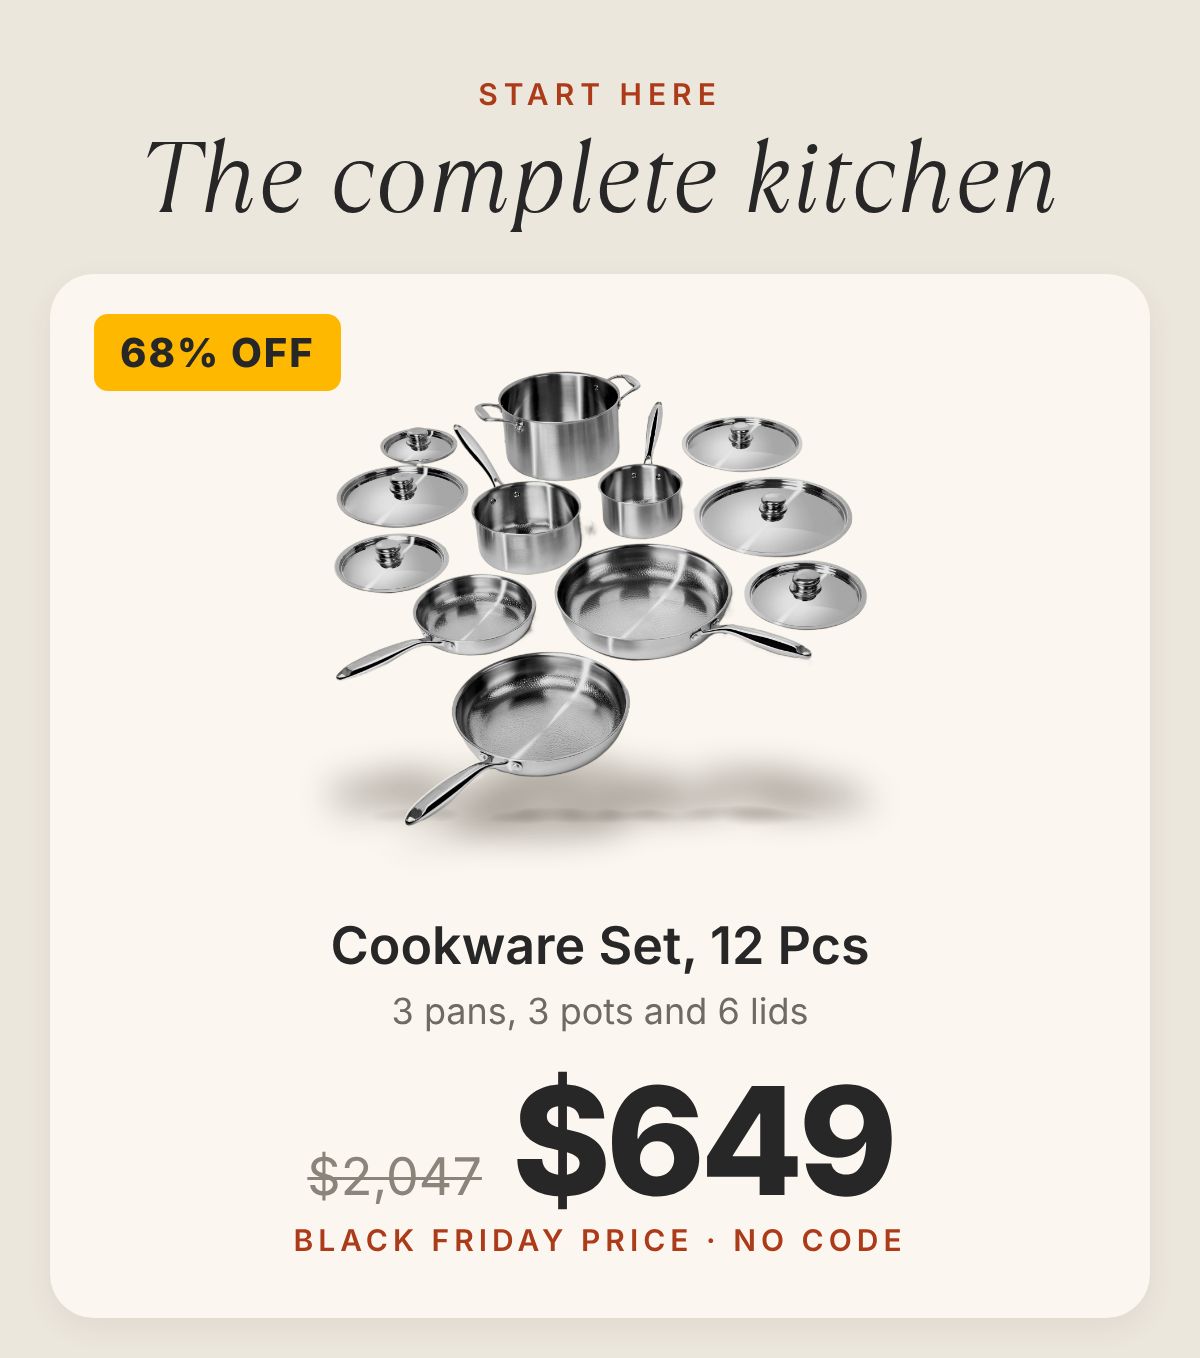 START HERE
The complete kitchen
68% OFF
Cookware Set, 12 Pcs
3 pans, 3 pots and 6 lids
$2,047 $649
BLACK FRIDAY PRICE · NO CODE